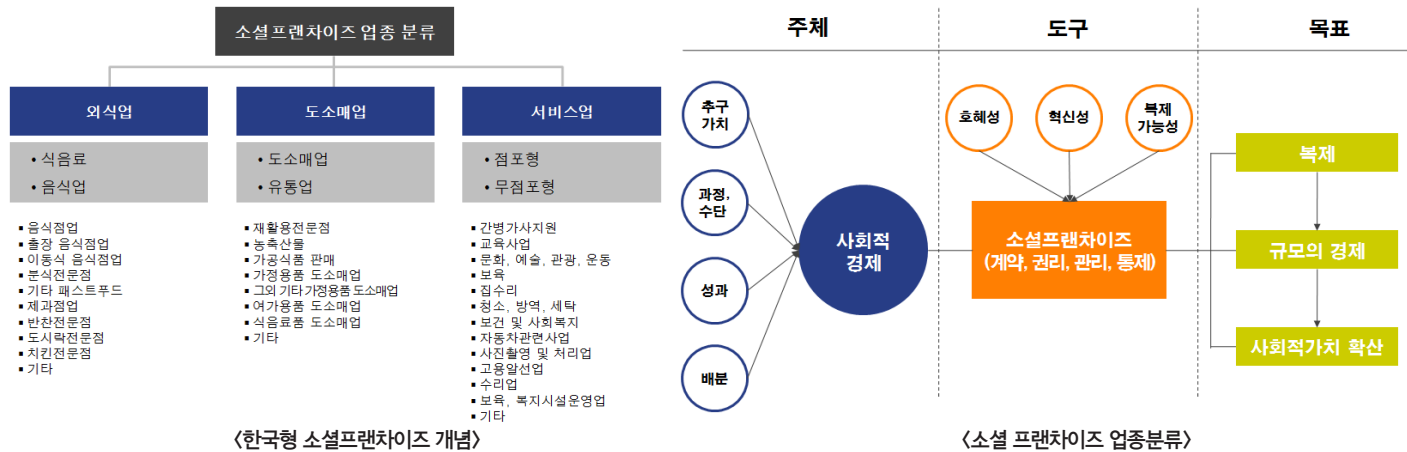 소셜프랜차이즈 업종 분류
외식업
• 식음료
• 음식업
▪ 음식점업
▪ 출장 음식점업
▪ 이동식 음식점업
▪ 분식전문점
▪ 기타 패스트푸드
▪ 제과점업
▪ 반찬전문점
▪ 도시락전문점
▪ 치킨전문점
▪ 기타
도소매업
• 도소매업
• 유통업
▪ 재활용전문점
▪ 농축산물
▪ 가공식품 판매
▪ 가정용품 도소매업
▪ 그외 기타 가정용품 도소매업
▪ 여가용품 도소매업
▪ 식음료품 도소매업
▪ 기타
서비스업
• 점포형
• 무점포형
▪ 간병가사지원
▪ 교육사업
▪ 문화, 예술, 관광, 운동
▪ 보육
▪ 집수리
▪ 청소, 방역, 세탁
▪ 보건 및 사회복지
▪ 자동차관련사업
▪ 사진촬영 및 처리업
▪ 고용알선업
▪ 수리업
▪ 보육, 복지시설운영업
▪ 기타
〈한국형 소셜프랜차이즈 개념〉
주체
도구
목표
추구
가치
과정,
수단
성과
배분
사회적
경제
호혜성
혁신성
복제
가능성
소셜프랜차이즈
(계약, 권리, 관리, 통제)
복제
규모의 경제
사회적가치 확산
〈소셜 프랜차이즈 업종분류〉